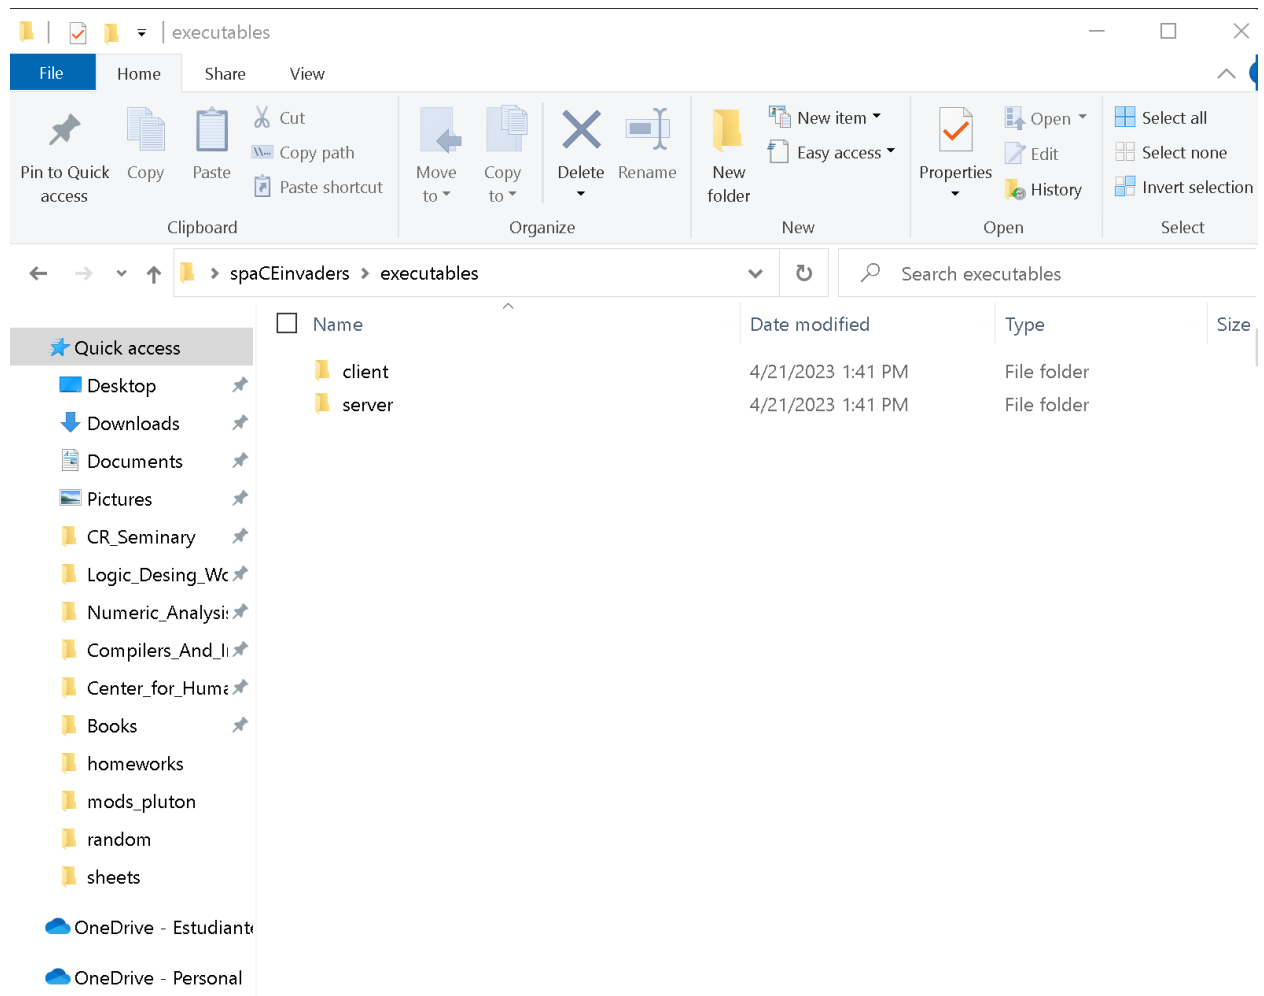 executables
File Home Share View
Pin to Quick access
Copy
Paste
Cut
Copy path
Paste shortcut
Clipboard
Move to
Copy to
Delete
Rename
Organize
New folder
New item
Easy access
New
Properties
Open
Edit
History
Open
Select all
Select none
Invert selection
Select
spaCEinvaders > executables
Search executables
Name Date modified Type Size
client 4/21/2023 1:41 PM File folder
server 4/21/2023 1:41 PM File folder
Quick access
Desktop
Downloads
Documents
Pictures
CR_Seminary
Logic_Desing_Wo
Numeric_Analysis
Compilers_And_I
Center_for_Huma
Books
homeworks
mods_pluton
random
sheets
OneDrive - Estudiante
OneDrive - Personal